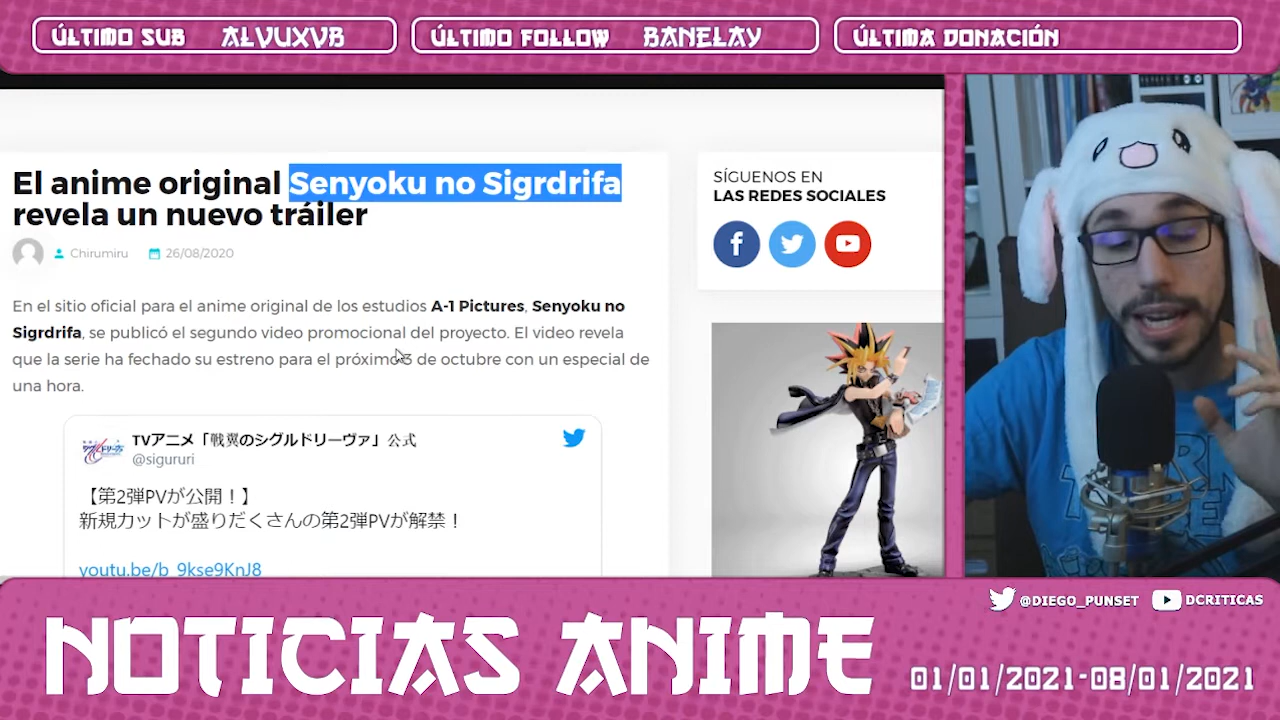 ÚLTIMO SUB ALVUXVB
ÚLTIMO FOLLOW BANELAY
ÚLTIMA DONACIÓN
El anime original Senyoku no Sigrdrifa
revela un nuevo tráiler
Chirumiru 26/08/2020
En el sitio oficial para el anime original de los estudios A-1 Pictures, Senyoku no
Sigrdrifa, se publicó el segundo video promocional del proyecto. El video revela
que la serie ha fechado su estreno para el próximo 3 de octubre con un especial de
una hora.
TVアニメ「戦翼のシグルドリーヴァ」公式
@sigururi
【第2弾PVが公開！】
新規カットが盛りだくさんの第2弾PVが解禁！
youtu.be/b_9kse9KnJ8
SÍGUENOS EN
LAS REDES SOCIALES
@DIEGO_PUNSET DCRITICAS
NOTICIAS ANIME
01/01/2021-08/01/2021